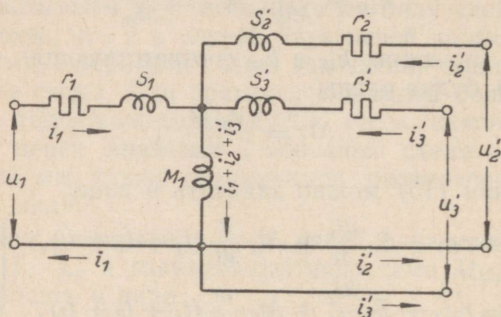 S₂' r₂
i₂'
r₁ S₁ S₃' r₃'
i₁ i₃'
M₁ i₁+i₂'+i₃
u₁ u₂'
u₃'
i₁ i₂'
i₃'